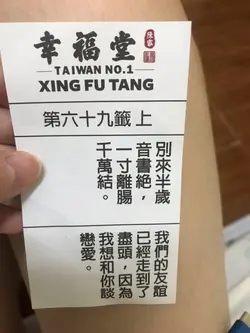 幸福堂
陳家
TAIWAN NO.1
XING FU TANG
第六十九籤 上
別來半歲
音書絕，
一寸離腸
千萬結。
我們的友誼
已經走到了
盡頭，因為
我想和你談
戀愛。